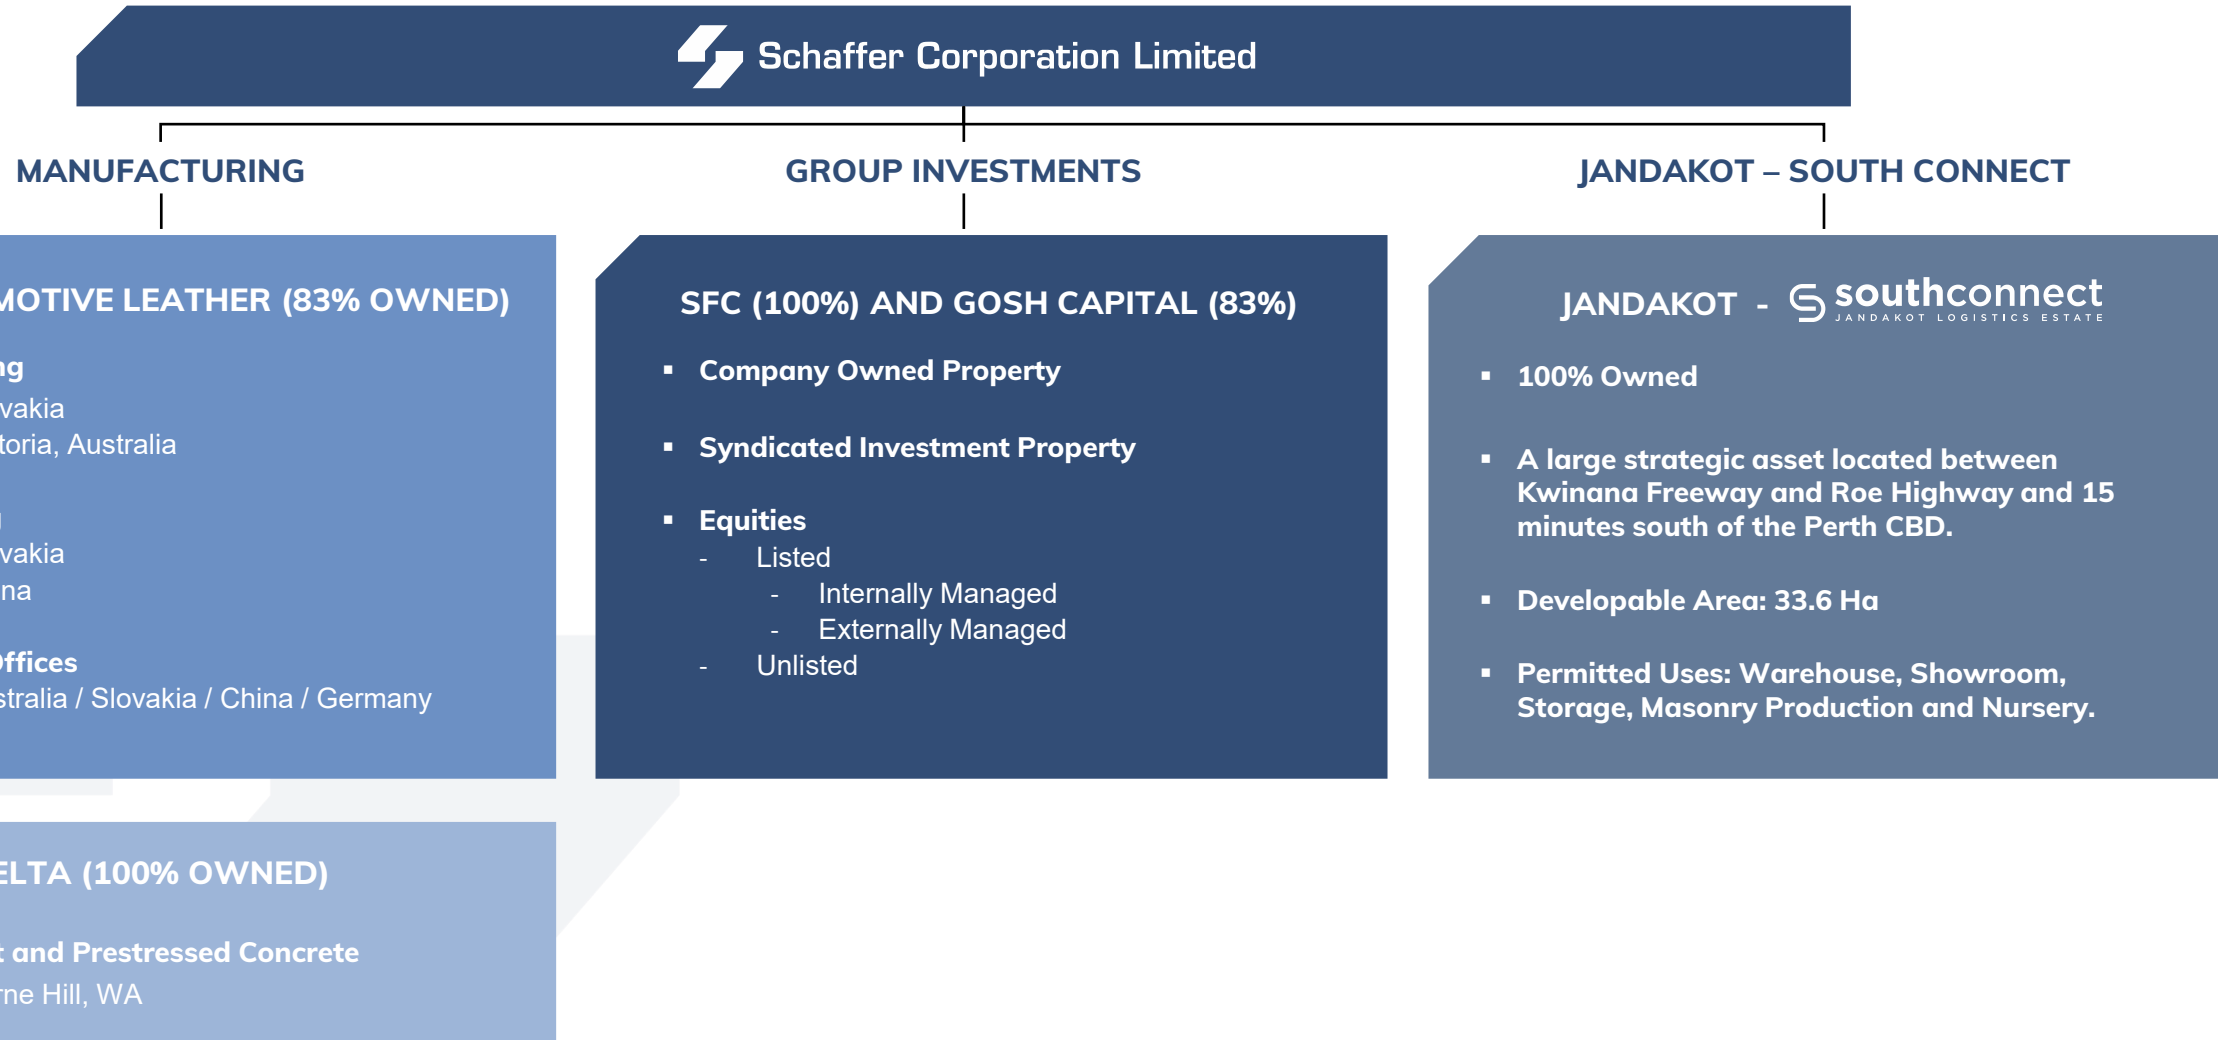 Schaffer Corporation Limited
MANUFACTURING
MOTIVE LEATHER (83% OWNED)
ng
vakia
toria, Australia
vakia
na
Offices
stralia / Slovakia / China / Germany
ELTA (100% OWNED)
t and Prestressed Concrete
rne Hill, WA
GROUP INVESTMENTS
SFC (100%) AND GOSH CAPITAL (83%)
▪ Company Owned Property
▪ Syndicated Investment Property
▪ Equities
- Listed
- Internally Managed
- Externally Managed
- Unlisted
JANDAKOT – SOUTH CONNECT
JANDAKOT - southconnect
JANDAKOT LOGISTICS ESTATE
▪ 100% Owned
▪ A large strategic asset located between
Kwinana Freeway and Roe Highway and 15
minutes south of the Perth CBD.
▪ Developable Area: 33.6 Ha
▪ Permitted Uses: Warehouse, Showroom,
Storage, Masonry Production and Nursery.